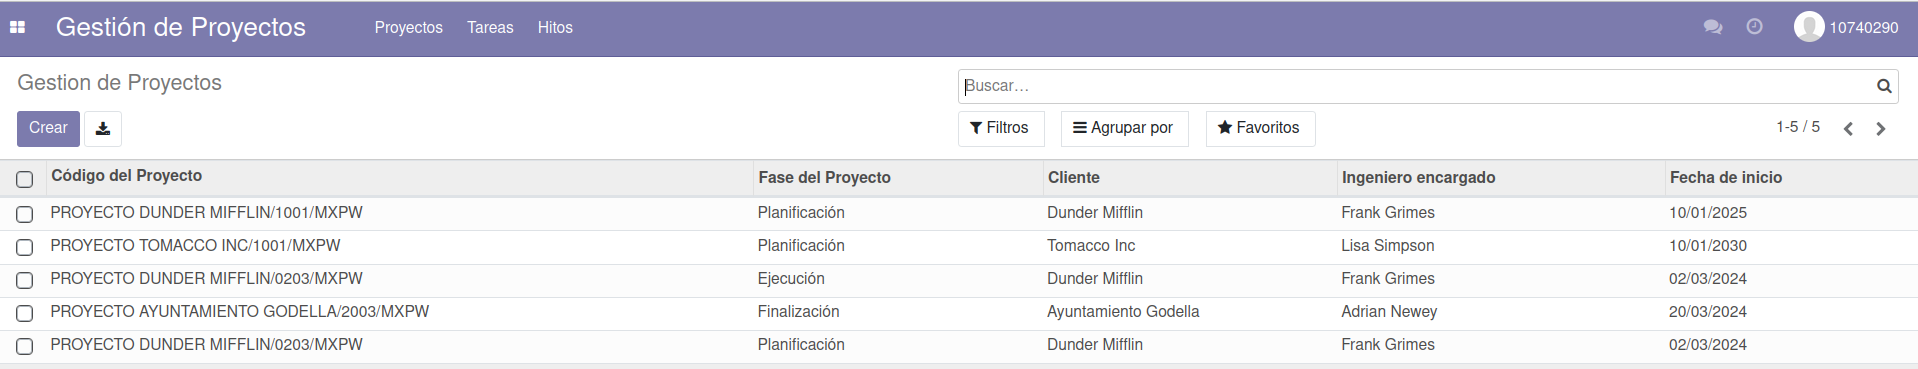 Gestión de Proyectos Proyectos Tareas Hitos 10740290
Gestion de Proyectos Buscar...
Crear Filtros Agrupar por Favoritos 1-5 / 5
Código del Proyecto Fase del Proyecto Cliente Ingeniero encargado Fecha de inicio
PROYECTO DUNDER MIFFLIN/1001/MXPW Planificación Dunder Mifflin Frank Grimes 10/01/2025
PROYECTO TOMACCO INC/1001/MXPW Planificación Tomacco Inc Lisa Simpson 10/01/2030
PROYECTO DUNDER MIFFLIN/0203/MXPW Ejecución Dunder Mifflin Frank Grimes 02/03/2024
PROYECTO AYUNTAMIENTO GODELLA/2003/MXPW Finalización Ayuntamiento Godella Adrian Newey 20/03/2024
PROYECTO DUNDER MIFFLIN/0203/MXPW Planificación Dunder Mifflin Frank Grimes 02/03/2024